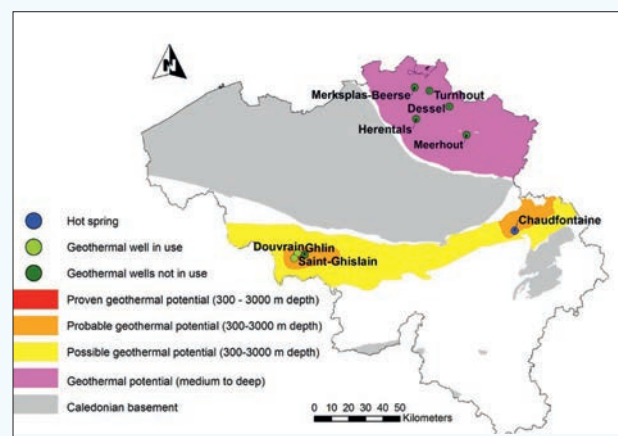 N
Merksplas-Beerse
Turnhout
Dessel
Herentals
Meerhout
Chaudfontaine
Douvrain
Ghlin
Saint-Ghislain
Hot spring
Geothermal well in use
Geothermal wells not in use
Proven geothermal potential (300 - 3000 m depth)
Probable geothermal potential (300-3000 m depth)
Possible geothermal potential (300-3000 m depth)
Geothermal potential (medium to deep)
Caledonian basement
0 10 20 30 40 50
Kilometers